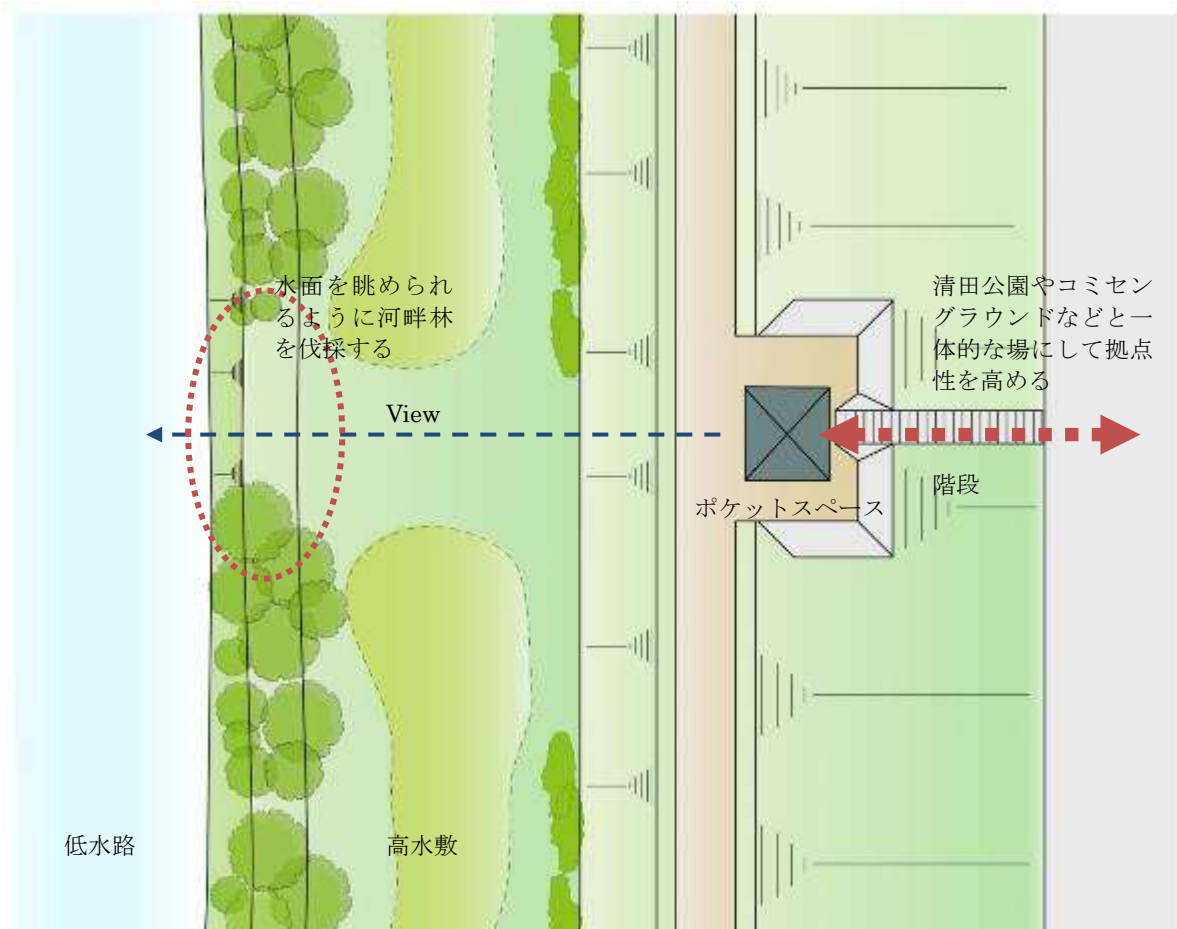 水面を眺められ
るように河畔林
を伐採する
View
清田公園やコミセン
グラウンドなどと一
体的な場にして拠点
性を高める
ポケットスペース
階段
低水路
高水敷